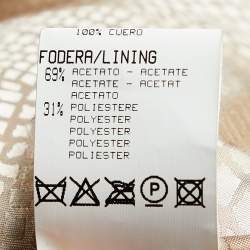 100% CUERO
FODERA/LINING
69% ACETATO - ACETATE
ACETATE - ACETAT
ACETATO
31% POLIESTERE
POLYESTER
POLYESTER
POLYESTER
POLIESTER
P